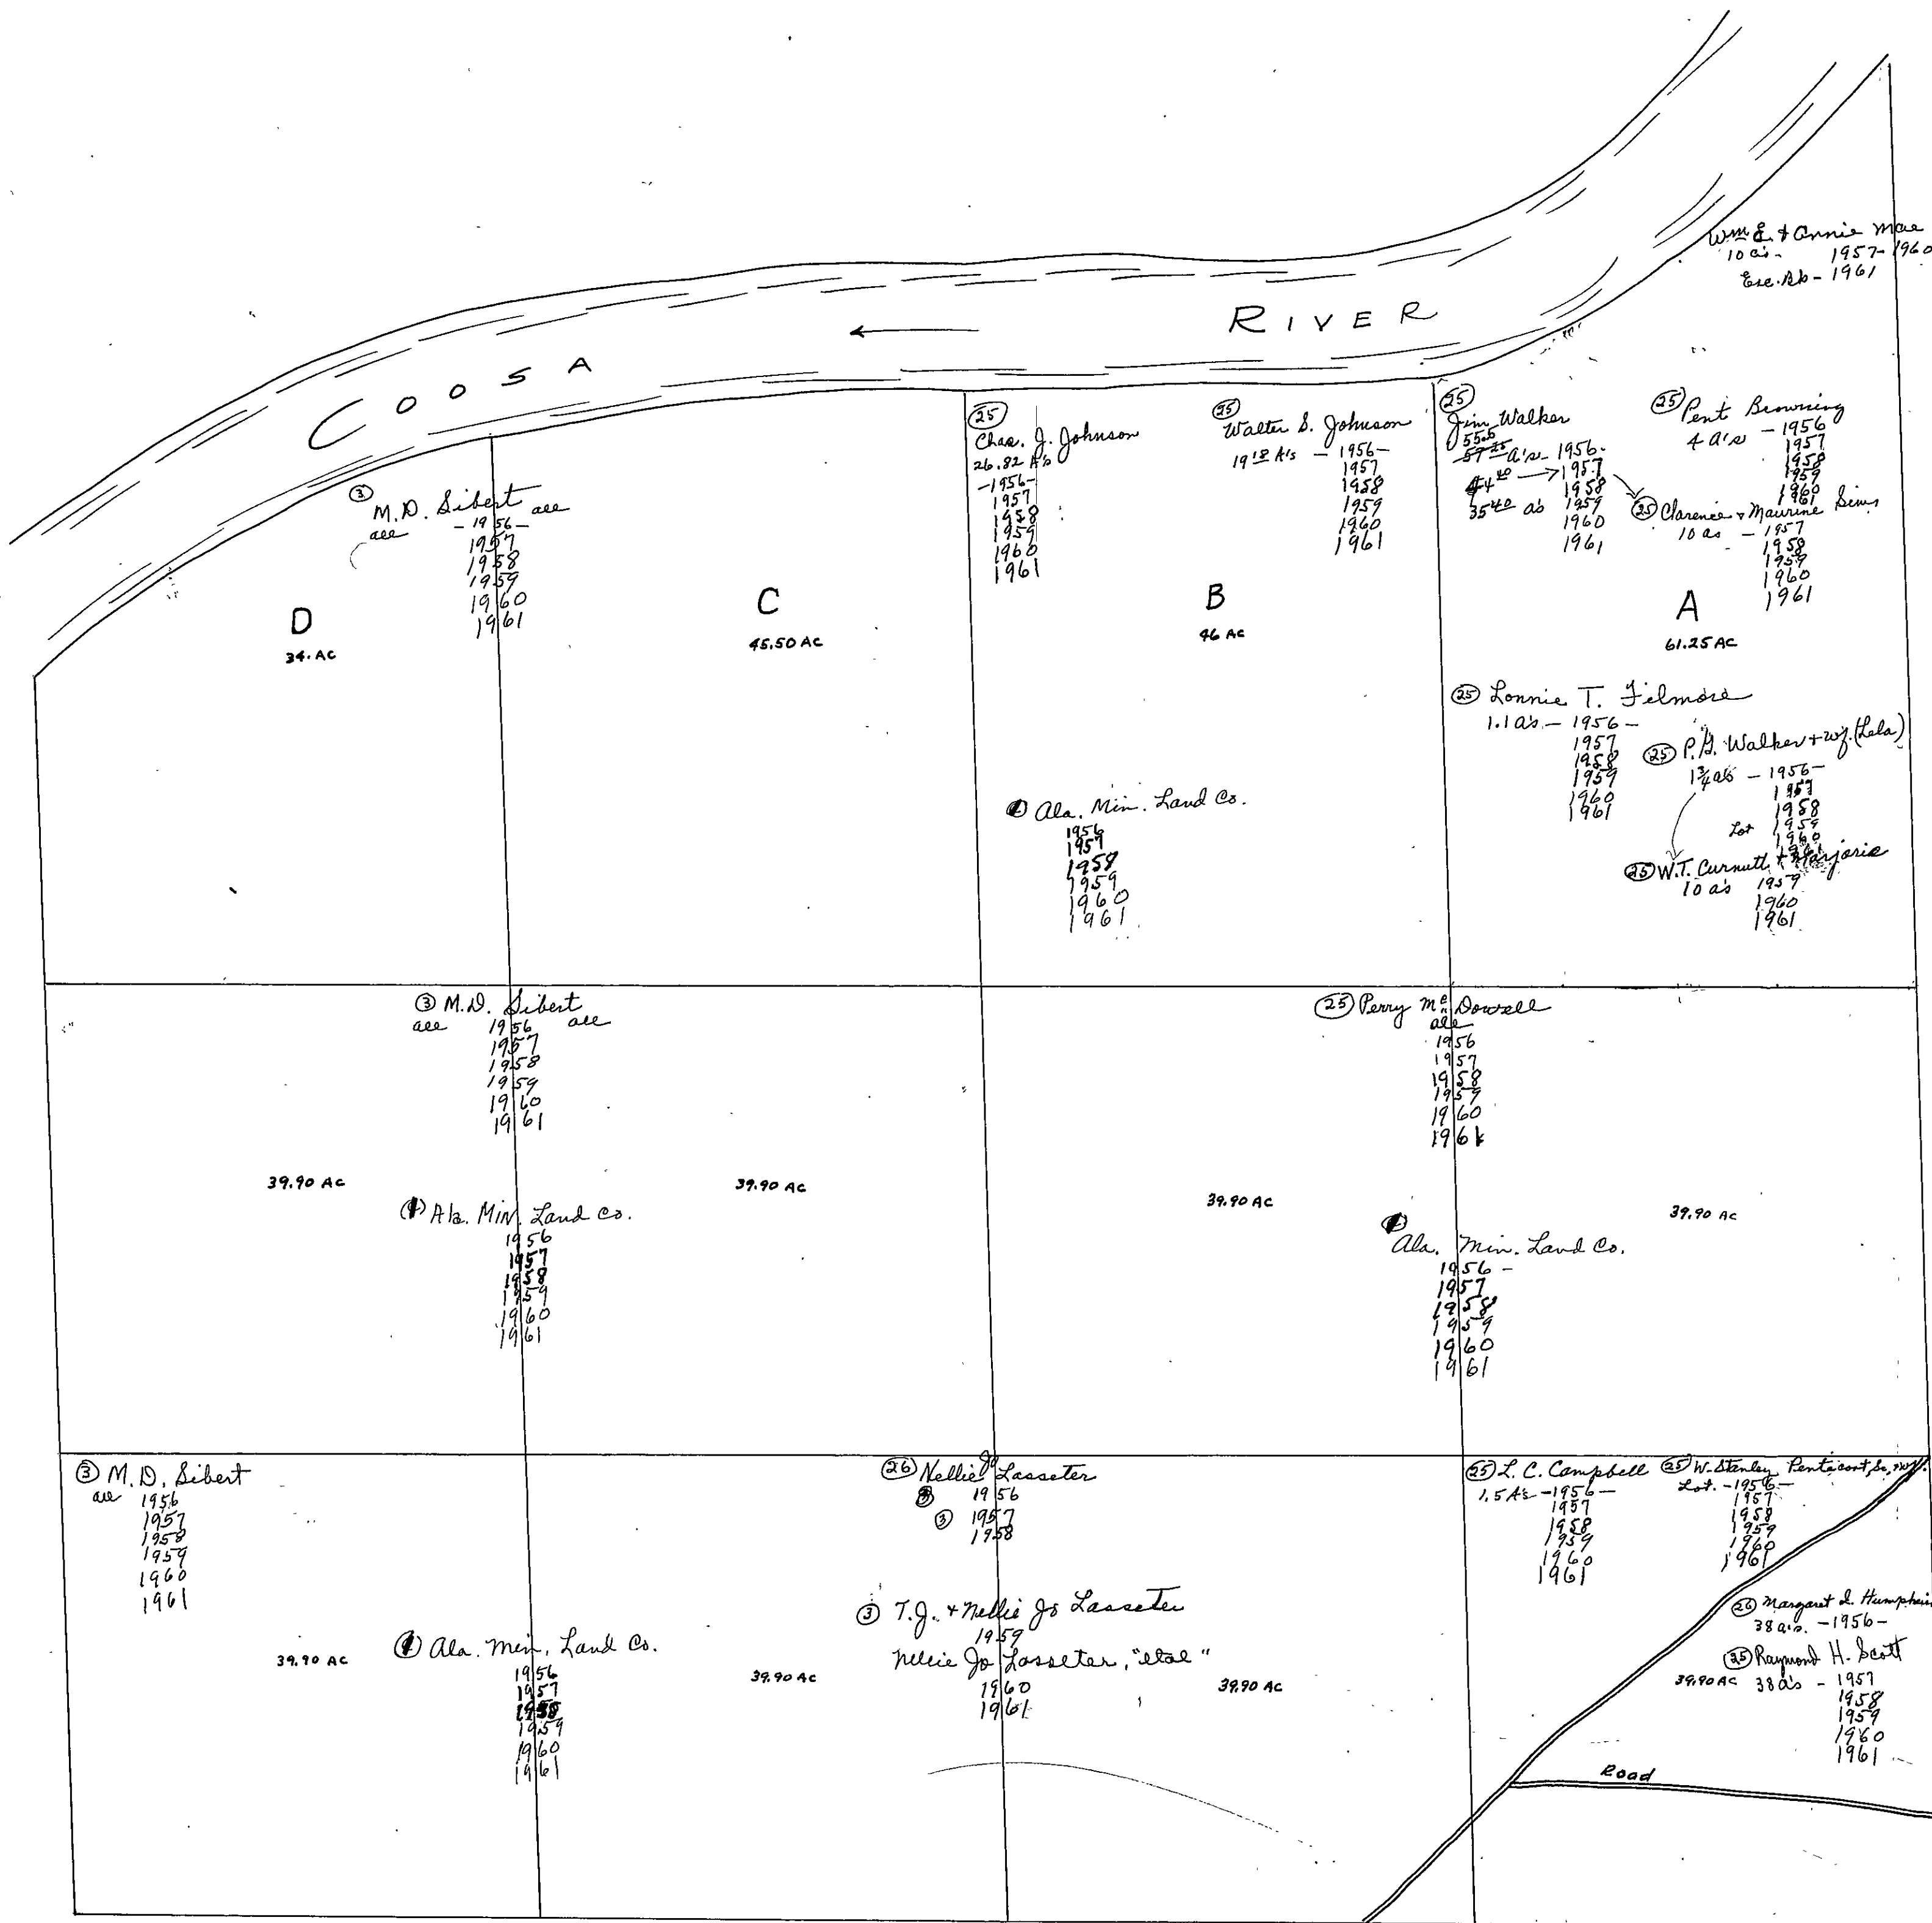 Wm E. & Annie Mae
10 a's - 1957-1960
1961
COOSA RIVER
③
M.D. Sibert
all - 1956 - all
1957
1958
1959
1960
1961
D
34. AC
C
45.50 AC
㉕
Chas. J. Johnson
26.82 A's
-1956-
1957
1958
1959
1960
1961
㉕
Walter S. Johnson
19 18 A's - 1956-
1957
1958
1959
1960
1961
B
46 AC
Ala. Min. Land Co.
1956
1957
1958
1959
1960
1961
㉕
Jim Walker
a's - 1956-
44 40 → 1957
1958
35 40 a's 1959
1960
1961
㉕ Pent Browning
4 a's - 1956
1957
1958
1959
1960
1961
㉕ Clarence & Maurine Sims
10 as - 1957
1958
1959
1960
1961
A
61.25 AC
㉕ Lonnie T. Filmore
1.1 a's - 1956 -
1957
1958
1959
1960
1961
㉕ P.G. Walker & wf. (Lela)
1 3/4 a's - 1956-
1957
1958
Lot 1959
1960
1961
㉕ W.T. Curnutt & Marjorie
10 a's 1959
1960
1961
③ M.D. Sibert
all 1956 all
1957
1958
1959
1960
1961
39.90 AC
39.90 AC
Ala. Min. Land Co.
1956
1957
1958
1959
1960
1961
㉕ Perry McDowell
all
1956
1957
1958
1959
1960
1961
39.90 AC
39.90 AC
Ala. Min. Land Co.
1956 -
1957
1958
1959
1960
1961
③ M.D. Sibert
all 1956
1957
1958
1959
1960
1961
39.90 AC
Ala. Min. Land Co.
1956
1957
1958
1959
1960
1961
39.90 AC
㉖ Nellie Jo Lasseter
1956
③ 1957
1958
③ T.J. & Nellie Jo Lasseter
1959
Nellie Jo Lasseter, "etal"
1960
1961
39.90 AC
㉕ L. C. Campbell
1.5 A's -1956-
1957
1958
1959
1960
1961
㉕ W. Stanley
Lot. -1956-
1957
1958
1959
1960
1961
㉖ Margaret
38 a's. -1956-
㉕ Raymond H. Scott
39.90 AC 38 a's - 1957
1958
1959
1960
1961
Road